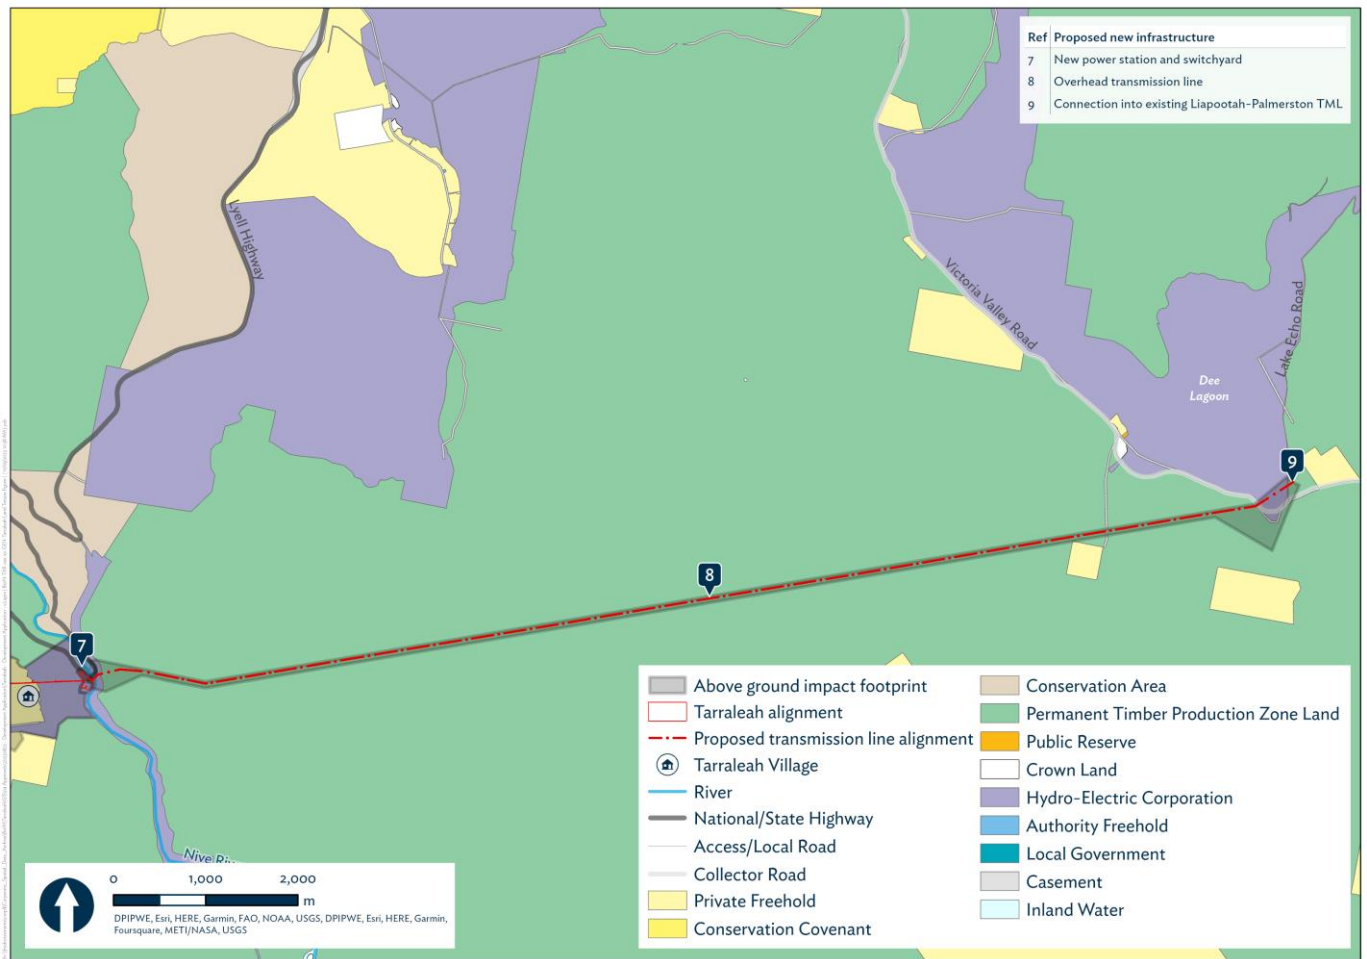 Ref Proposed new infrastructure
7 New power station and switchyard
8 Overhead transmission line
9 Connection into existing Liapootah-Palmerston TML
Lyell Highway
Victoria Valley Road
Lake Echo Road
Dee
Lagoon
9
8
7
Above ground impact footprint
Tarraleah alignment
Proposed transmission line alignment
Tarraleah Village
River
National/State Highway
Access/Local Road
Collector Road
Private Freehold
Conservation Covenant
Conservation Area
Permanent Timber Production Zone Land
Public Reserve
Crown Land
Hydro-Electric Corporation
Authority Freehold
Local Government
Casement
Inland Water
Nive
0 1,000 2,000
m
DPIPWE, Esri, HERE, Garmin, FAO, NOAA, USGS, DPIPWE, Esri, HERE, Garmin,
Foursquare, METI/NASA, USGS